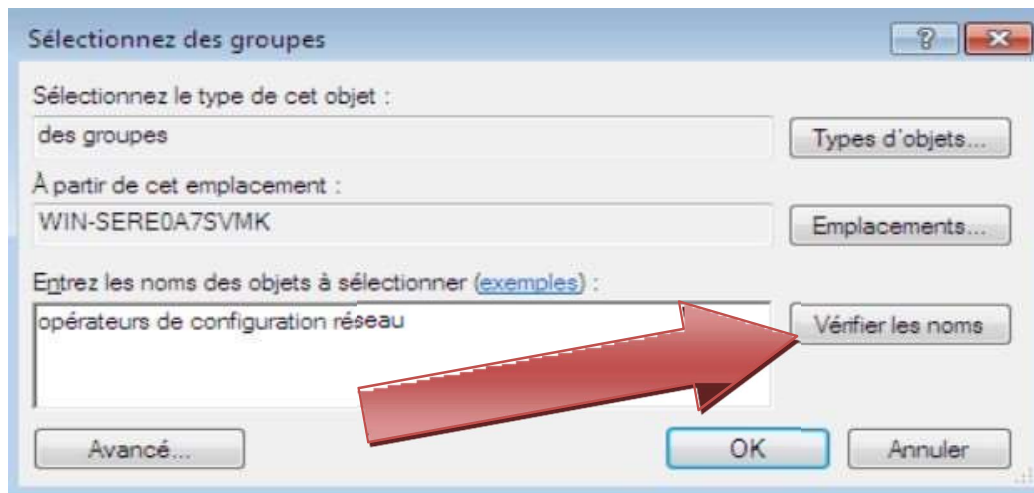 Sélectionnez des groupes
Sélectionnez le type de cet objet :
des groupes
Types d'objets...
À partir de cet emplacement :
WIN-SERE0A7SVMK
Emplacements...
Entrez les noms des objets à sélectionner (exemples) :
opérateurs de configuration réseau
Vérifier les noms
Avancé...
OK
Annuler